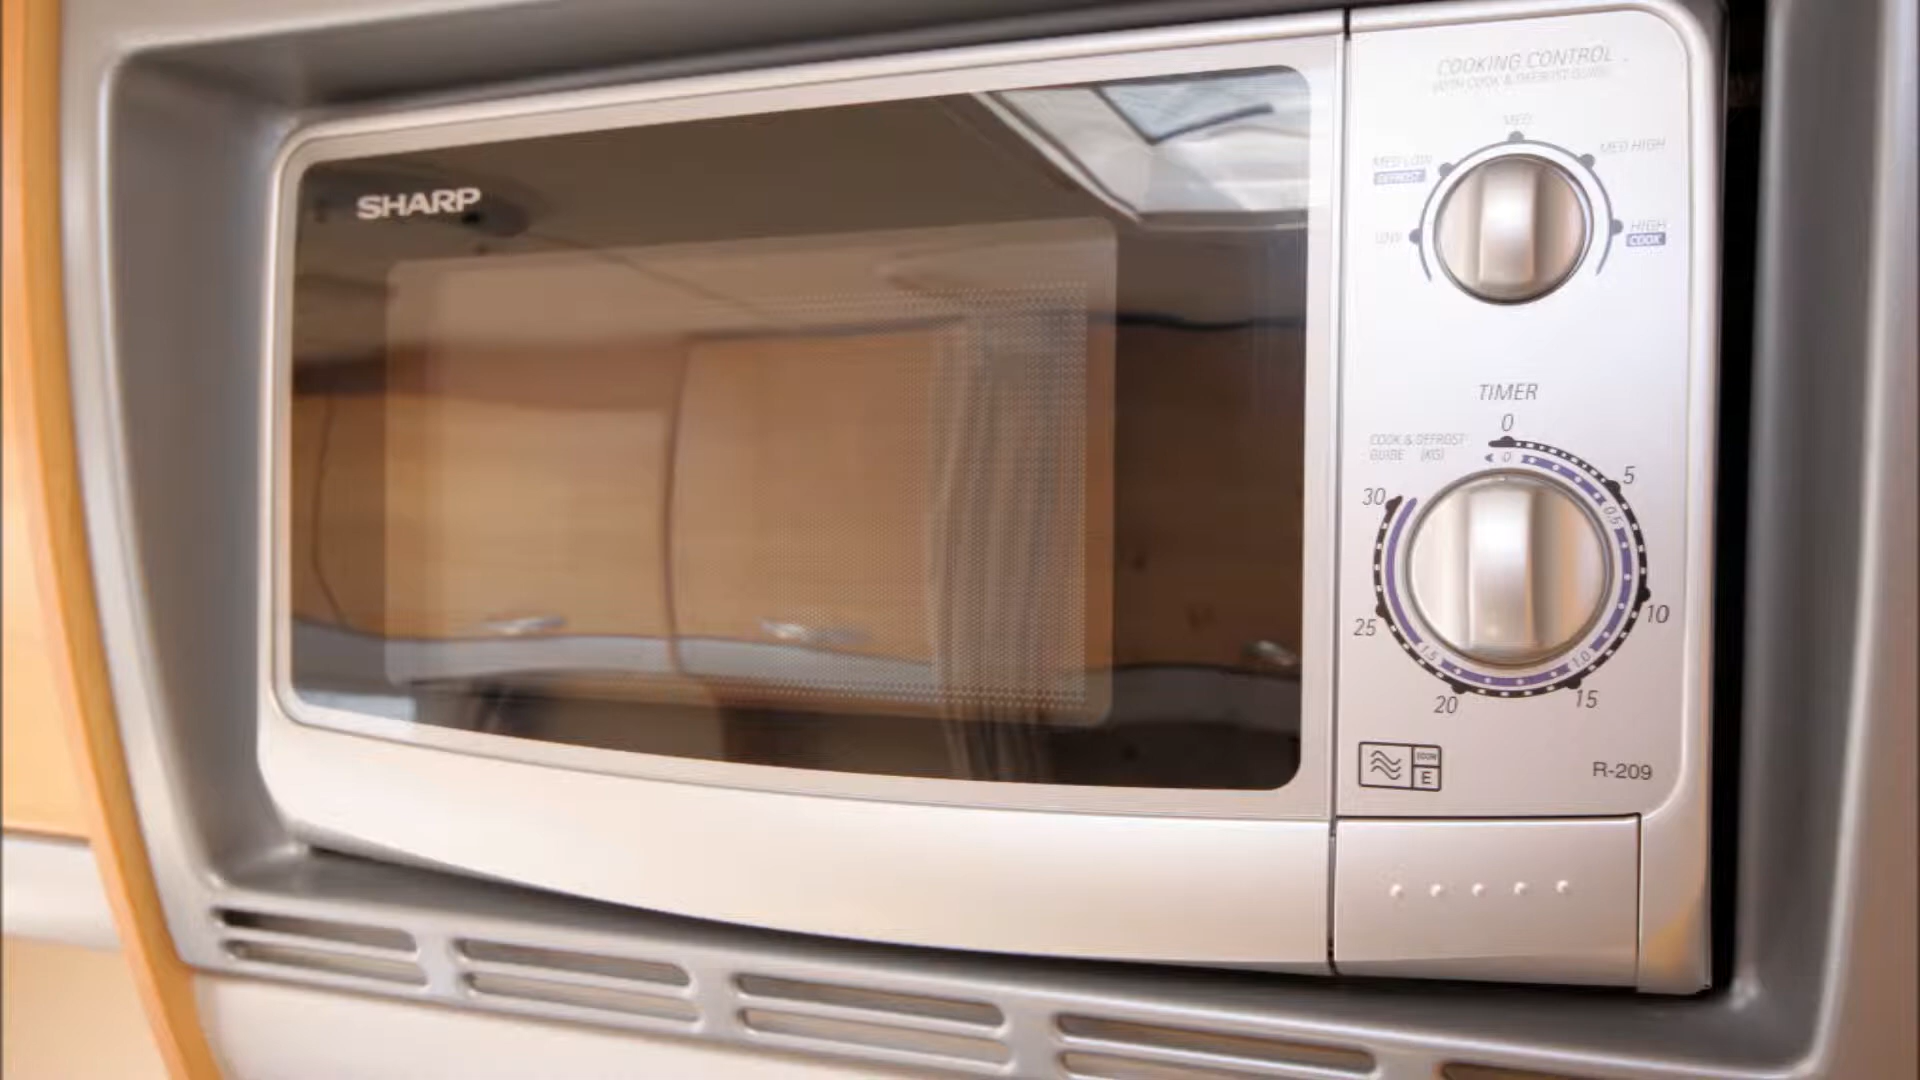 SHARP
COOKING CONTROL
WITH COOK & DEFROST GUIDE
MED
MED LOW
DEFROST
MED HIGH
LOW
HIGH
COOK
TIMER
0
COOK & DEFROST
GUIDE (KG)
0
5
30
0.5
10
25
1.5
1.0
20
15
E
R-209